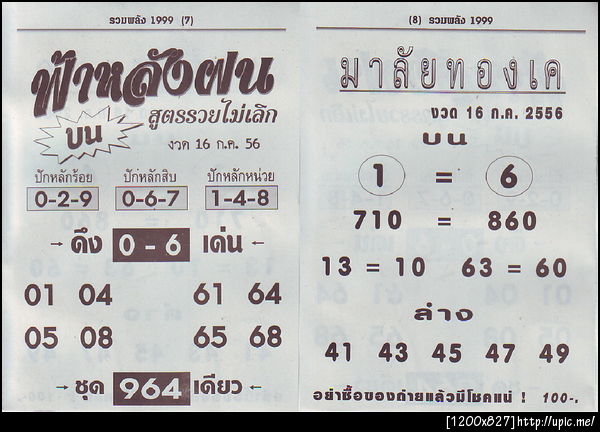 รวมพลัง 1999 (7)
ฟ้าหลังฝน
สูตรรวยไม่เลิก
บน
งวด 16 ก.ค. 56
ปักหลักร้อย ปักหลักสิบ ปักหลักหน่วย
0-2-9 0-6-7 1-4-8
ดึง 0 - 6 เด่น
01 04 61 64
05 08 65 68
ชุด 964 เดียว
(8) รวมพลัง 1999
มาลัยทองเค
งวด 16 ก.ค. 2556
บน
1 = 6
710 = 860
13 = 10 63 = 60
ล่าง
41 43 45 47 49
อย่าซื้อของถ่ายแล้วมีโชคแน่ ! 100-.
[1200x827]http://upic.me/